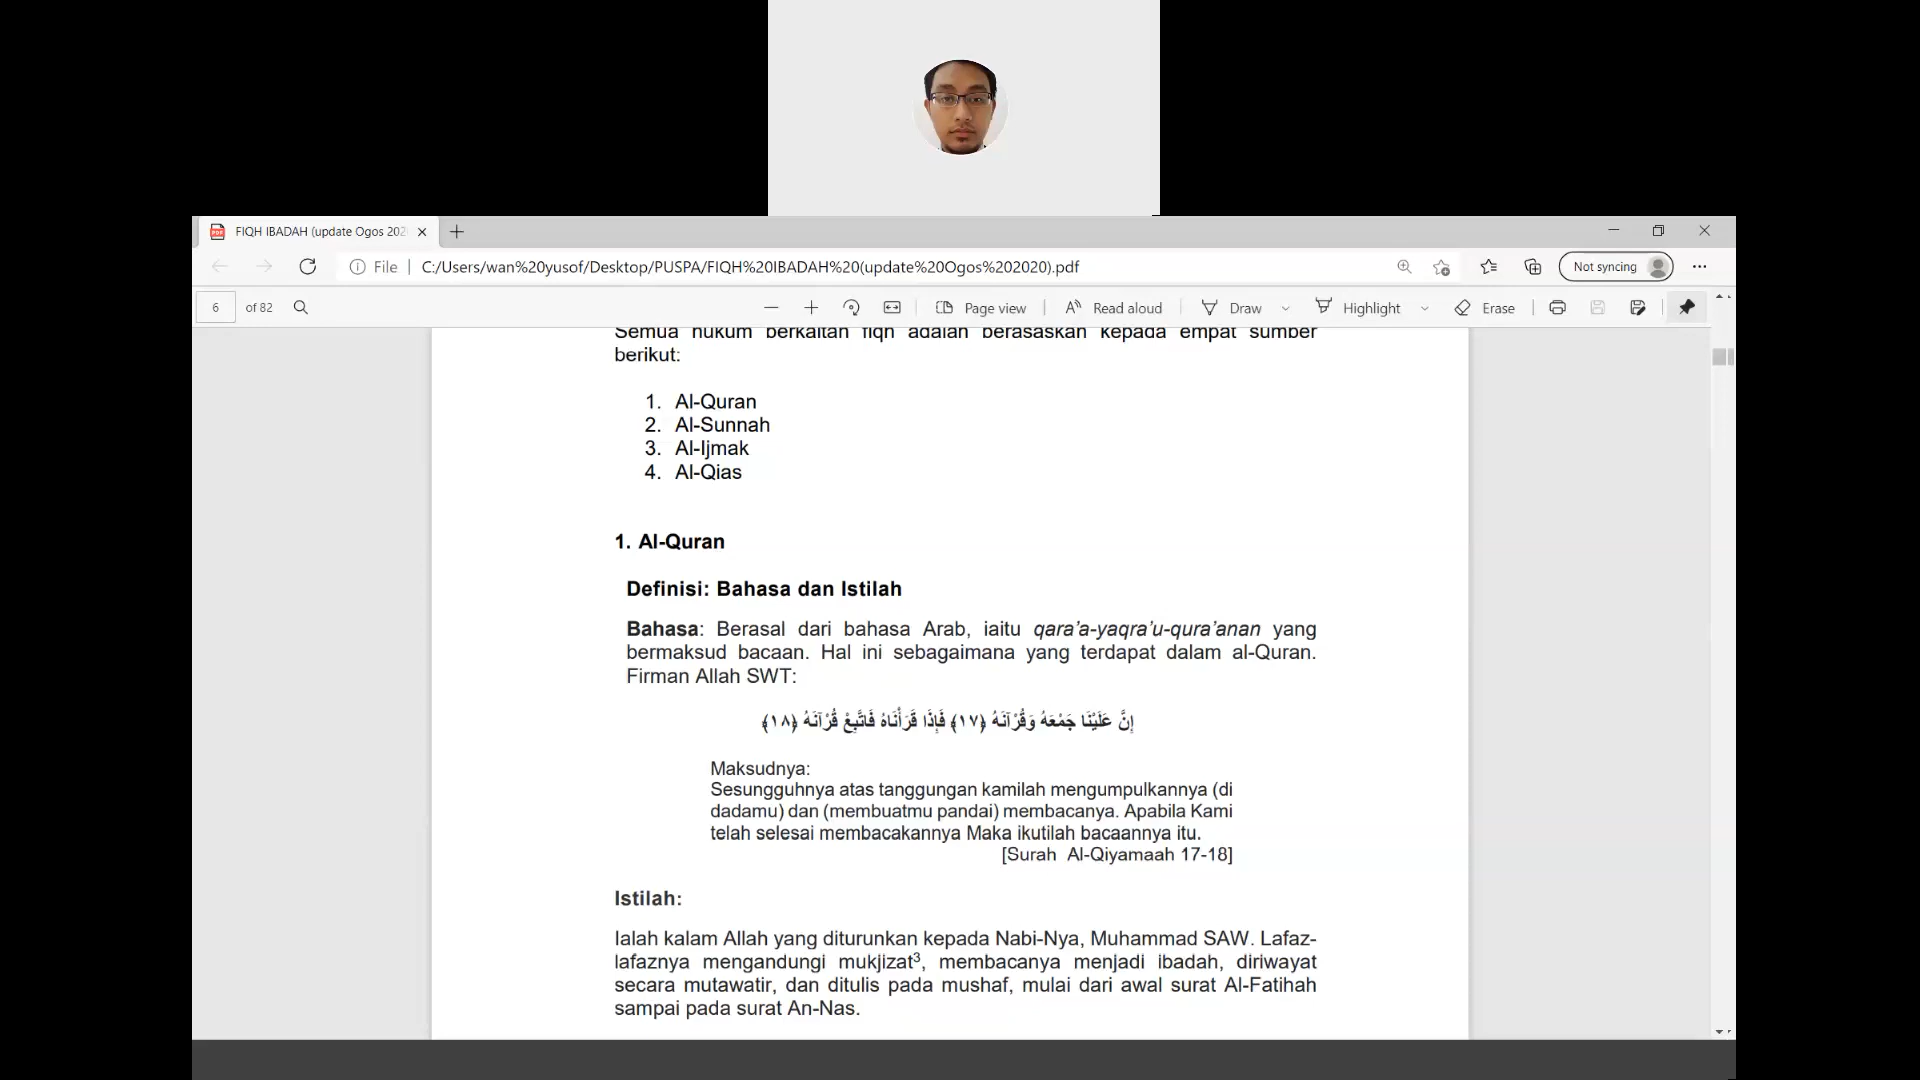 FIQH IBADAH (update Ogos 202
File
C:/Users/wan%20yusof/Desktop/PUSPA/FIQH%20IBADAH%20(update%20Ogos%202020).pdf
Not syncing
6 of 82
Page view
Read aloud
Draw
Highlight
Erase
Semua hukum berkaitan fiqh adalah berasaskan kepada empat sumber
berikut:
1. Al-Quran
2. Al-Sunnah
3. Al-Ijmak
4. Al-Qias
1. Al-Quran
Definisi: Bahasa dan Istilah
Bahasa: Berasal dari bahasa Arab, iaitu qara’a-yaqra’u-qura’anan yang
bermaksud bacaan. Hal ini sebagaimana yang terdapat dalam al-Quran.
Firman Allah SWT:
إِنَّ عَلَيْنَا جَمْعَهُ وَقُرْآنَهُ ﴿١٧﴾ فَإِذَا قَرَأْنَاهُ فَاتَّبِعْ قُرْآنَهُ ﴿١٨﴾
Maksudnya:
Sesungguhnya atas tanggungan kamilah mengumpulkannya (di
dadamu) dan (membuatmu pandai) membacanya. Apabila Kami
telah selesai membacakannya Maka ikutilah bacaannya itu.
[Surah Al-Qiyamaah 17-18]
Istilah:
Ialah kalam Allah yang diturunkan kepada Nabi-Nya, Muhammad SAW. Lafaz-
lafaznya mengandungi mukjizat³, membacanya menjadi ibadah, diriwayat
secara mutawatir, dan ditulis pada mushaf, mulai dari awal surat Al-Fatihah
sampai pada surat An-Nas.